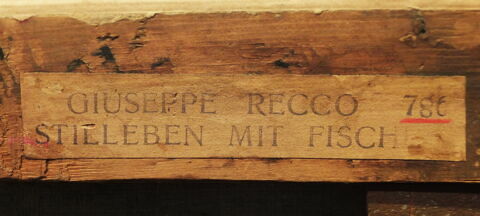 GIUSEPPE RECCO 786
STILLEBEN MIT FISCH